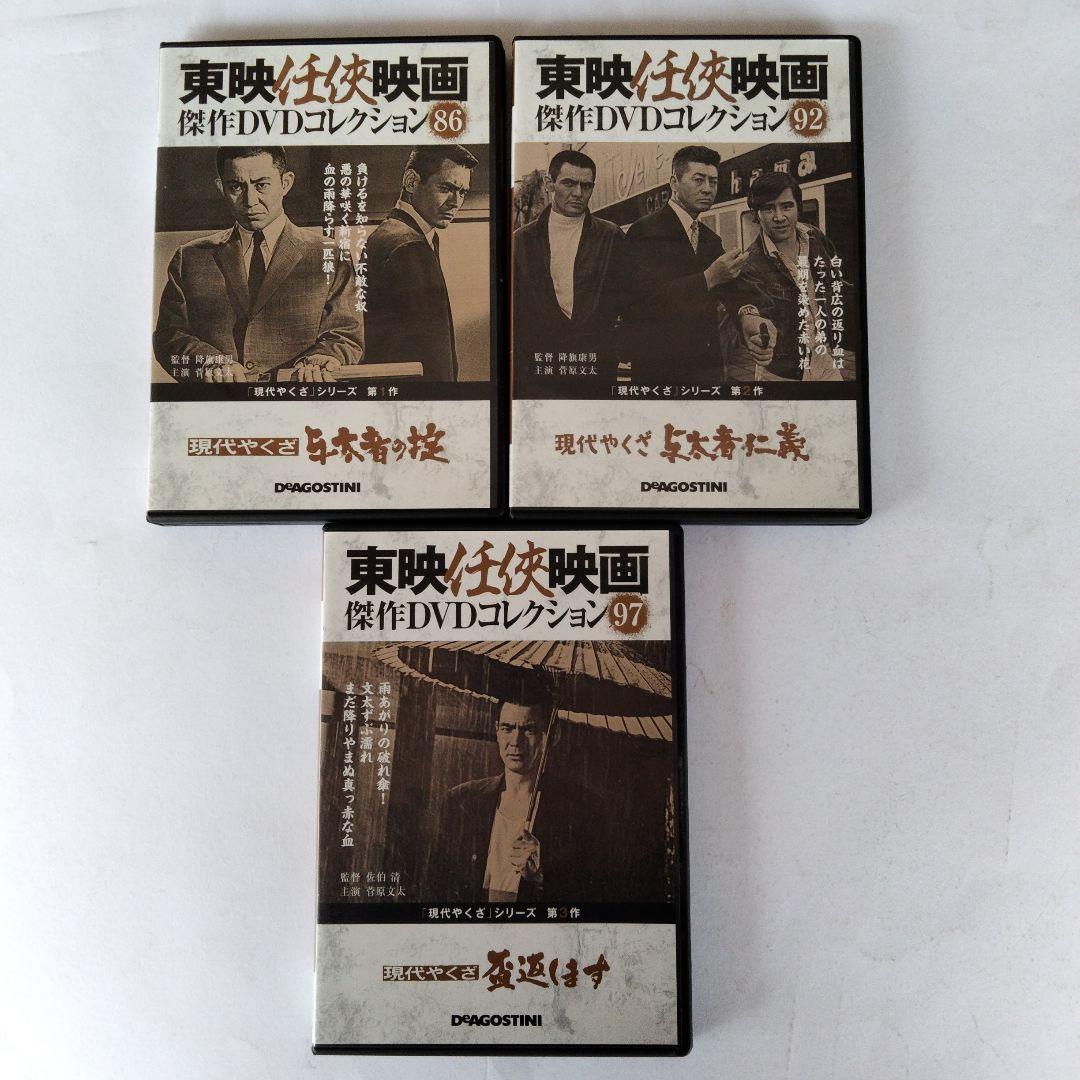 東映任侠映画
傑作DVDコレクション 86
負けるを知らない不敵な奴
悪の華咲く新宿に
血の雨降らす一匹狼!
監督 降旗康男
主演 菅原文太
「現代やくざ」シリーズ 第1作
現代やくざ 与太者の掟
DeAGOSTINI
東映任侠映画
傑作DVDコレクション 92
白い背広の返り血は
たった一人の弟の
最期を染めた赤い花
監督 降旗康男
主演 菅原文太
「現代やくざ」シリーズ 第2作
現代やくざ 与太者仁義
DeAGOSTINI
東映任侠映画
傑作DVDコレクション 97
雨あがりの破れ傘!
文太ずぶ濡れ
まだ降りやまぬ真っ赤な血
監督 佐伯 清
主演 菅原文太
「現代やくざ」シリーズ 第3作
現代やくざ 盃返します
DeAGOSTINI